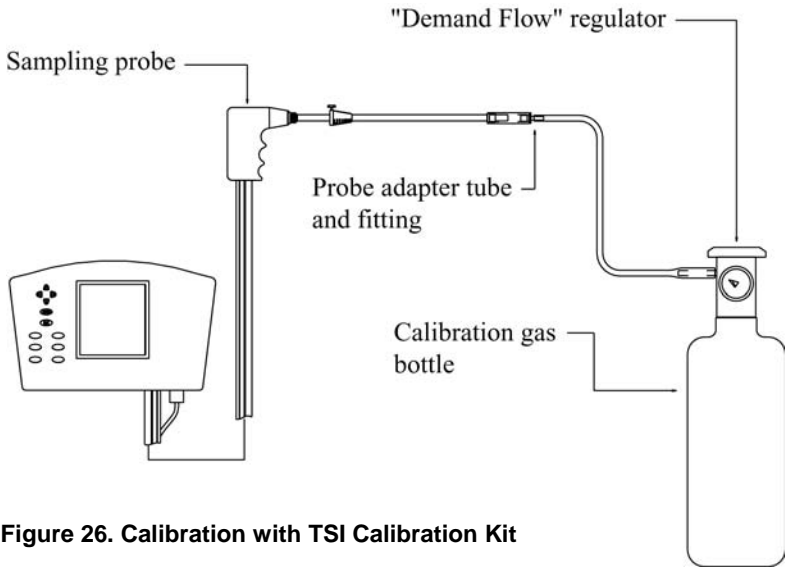 "Demand Flow" regulator
Sampling probe
Probe adapter tube
and fitting
Calibration gas
bottle
Figure 26. Calibration with TSI Calibration Kit